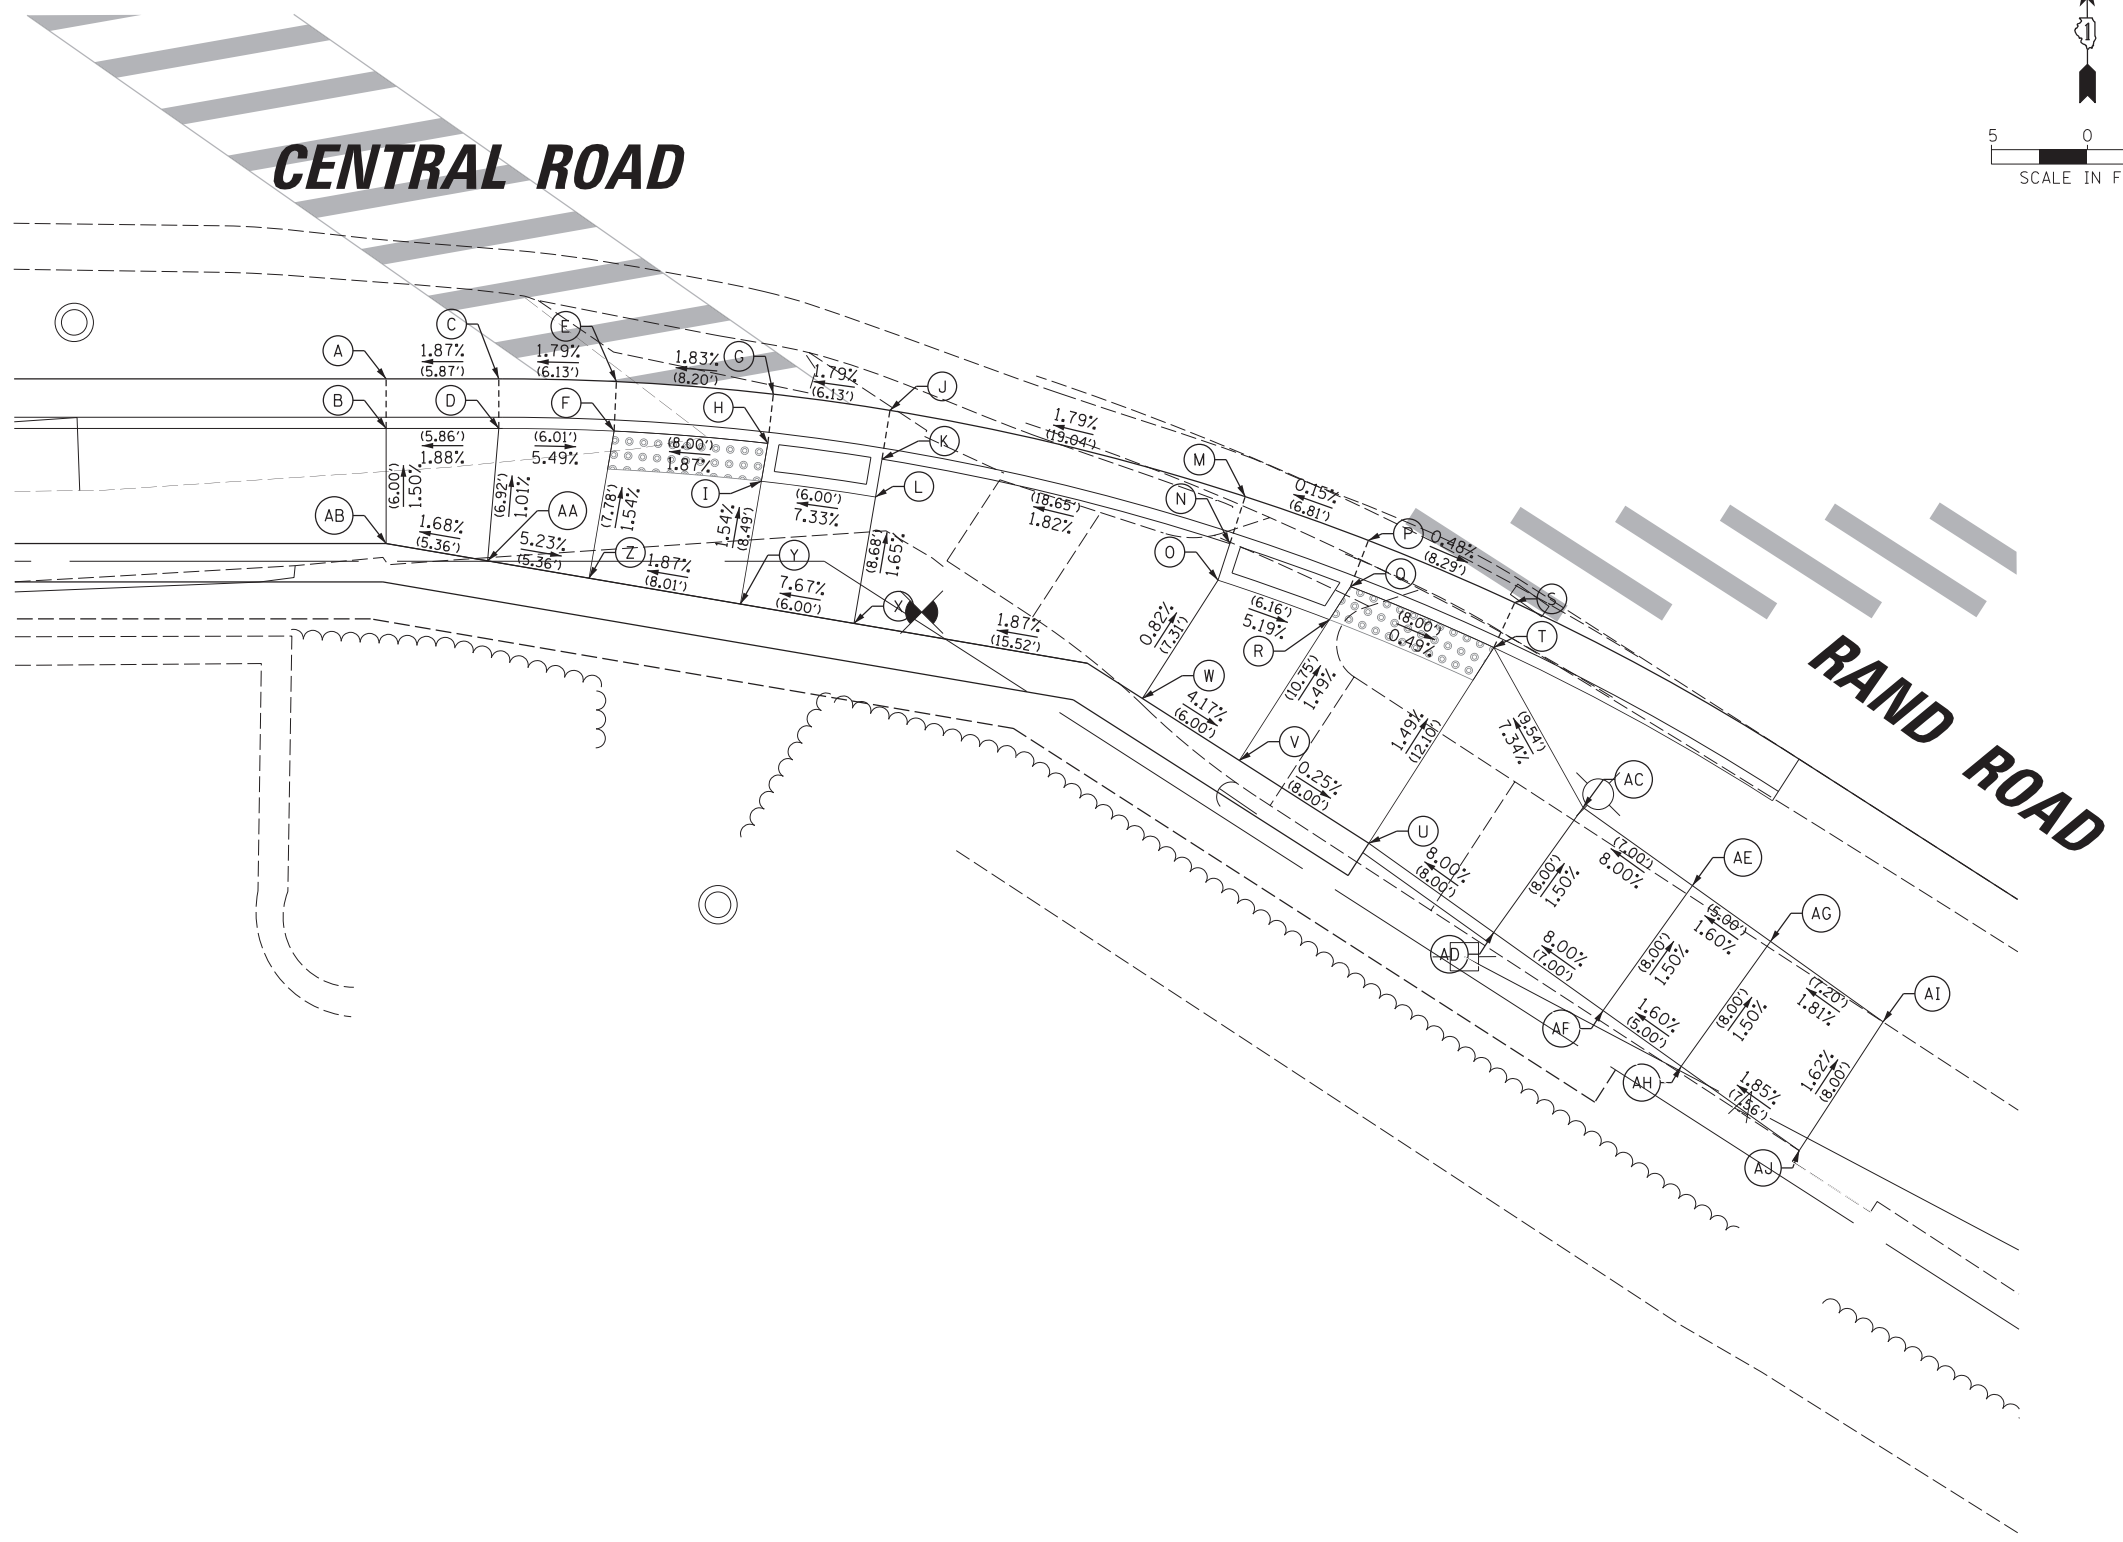 1
5 0
SCALE IN F
CENTRAL ROAD
C
E
A
1.87%
(5.87')
1.79%
(6.13')
1.83%
(8.20')
G
1.79%
(6.13')
J
B
D
F
H
1.79%
(19.04')
K
(5.86')
1.88%
(6.01')
5.49%
(8.00')
1.87%
M
I
L
N
0.15%
(6.81')
P
0.48%
(8.29')
(6.00')
1.50%
(6.92')
1.01%
(7.78')
1.54%
1.54%
(8.49')
(6.00')
7.33%
(18.65')
1.82%
AB
AA
1.68%
(5.36')
5.23%
(5.36')
Z
1.87%
(8.01')
Y
7.67%
(6.00')
(8.68')
1.65%
X
O
Q
S
R
T
(6.16')
5.19%
(8.00')
0.49%
1.87%
(15.52')
0.82%
(7.31')
W
4.17%
(6.00')
(10.75')
1.49%
V
0.25%
(8.00')
1.49%
(12.10')
(9.54')
7.34%
RAND ROAD
AC
U
8.00%
(8.00')
(8.00')
1.50%
(7.00')
8.00%
AE
AD
8.00%
(7.00')
(8.00')
1.50%
(5.00')
1.60%
AG
AF
1.60%
(5.00')
(8.00')
1.50%
(7.20')
1.81%
AI
AH
1.85%
(7.56')
1.62%
(8.00')
AJ